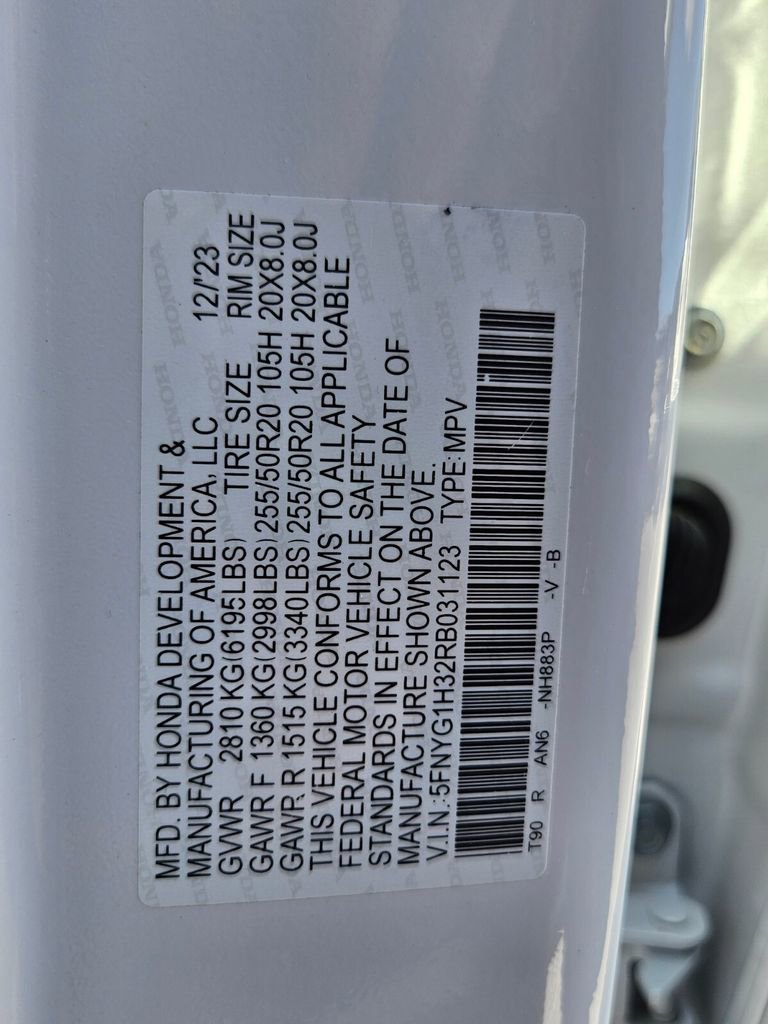 MFD. BY HONDA DEVELOPMENT &
MANUFACTURING OF AMERICA, LLC 12/'23
GVWR 2810 KG(6195LBS) TIRE SIZE RIM SIZE
GAWR F 1360 KG(2998LBS) 255/50R20 105H 20X8.0J
GAWR R 1515 KG(3340LBS) 255/50R20 105H 20X8.0J
THIS VEHICLE CONFORMS TO ALL APPLICABLE
FEDERAL MOTOR VEHICLE SAFETY
STANDARDS IN EFFECT ON THE DATE OF
MANUFACTURE SHOWN ABOVE.
V.I.N.:5FNYG1H32RB031123 TYPE:MPV
T90 R AN6 -NH883P -V -B